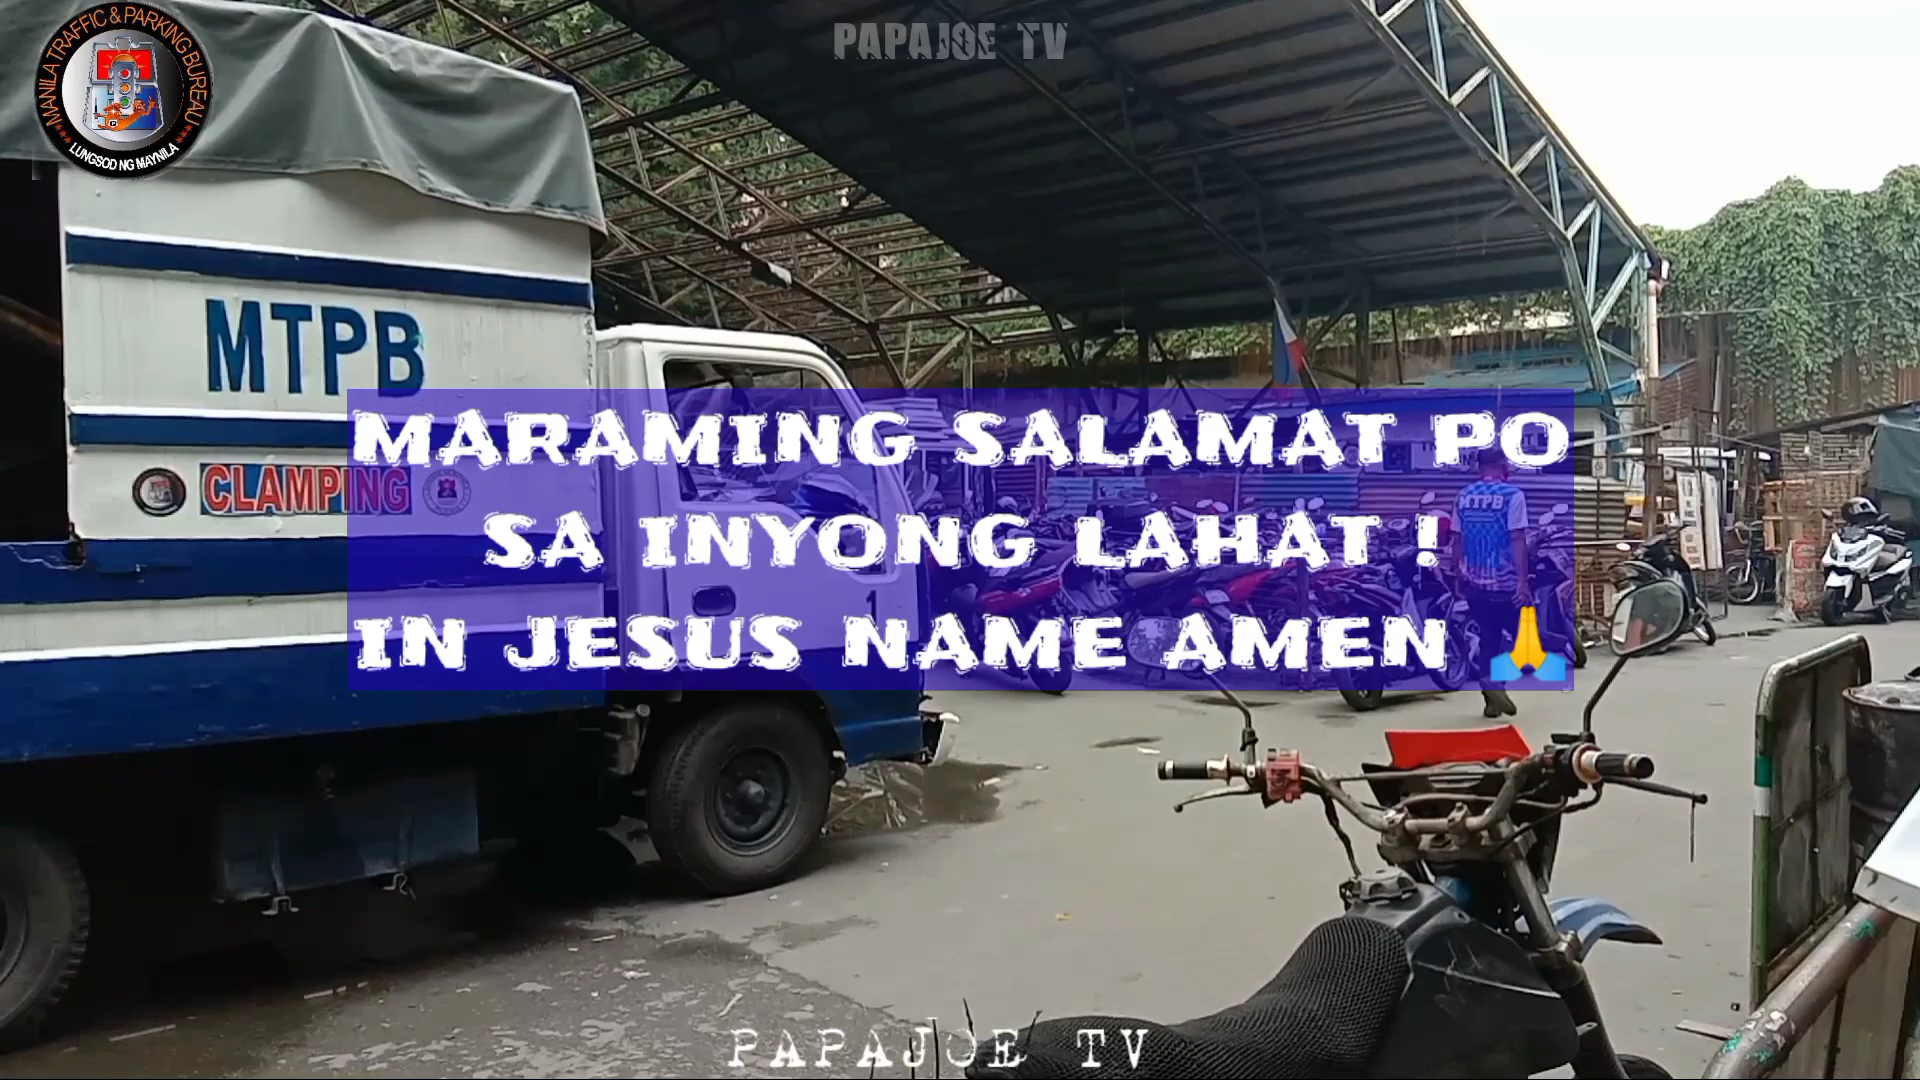 MANILA TRAFFIC & PARKING BUREAU
LUNGSOD NG MAYNILA
PAPAJOE TV
MTPB
CLAMPING
MARAMING SALAMAT PO
SA INYONG LAHAT !
IN JESUS NAME AMEN 🙏
MTPB
1
PAPAJOE TV